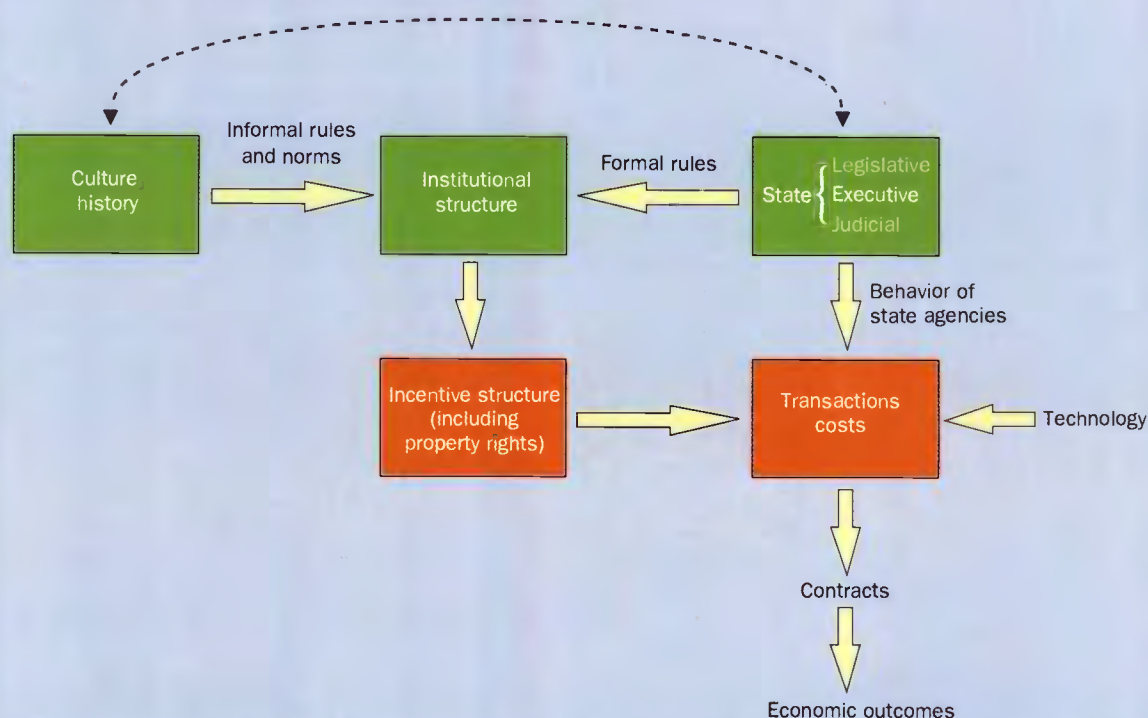 Informal rules
and norms
Culture
history
Institutional
structure
Formal rules
State
Legislative
Executive
Judicial
Behavior of
state agencies
Incentive structure
(including
property rights)
Transactions
costs
Technology
Contracts
Economic outcomes